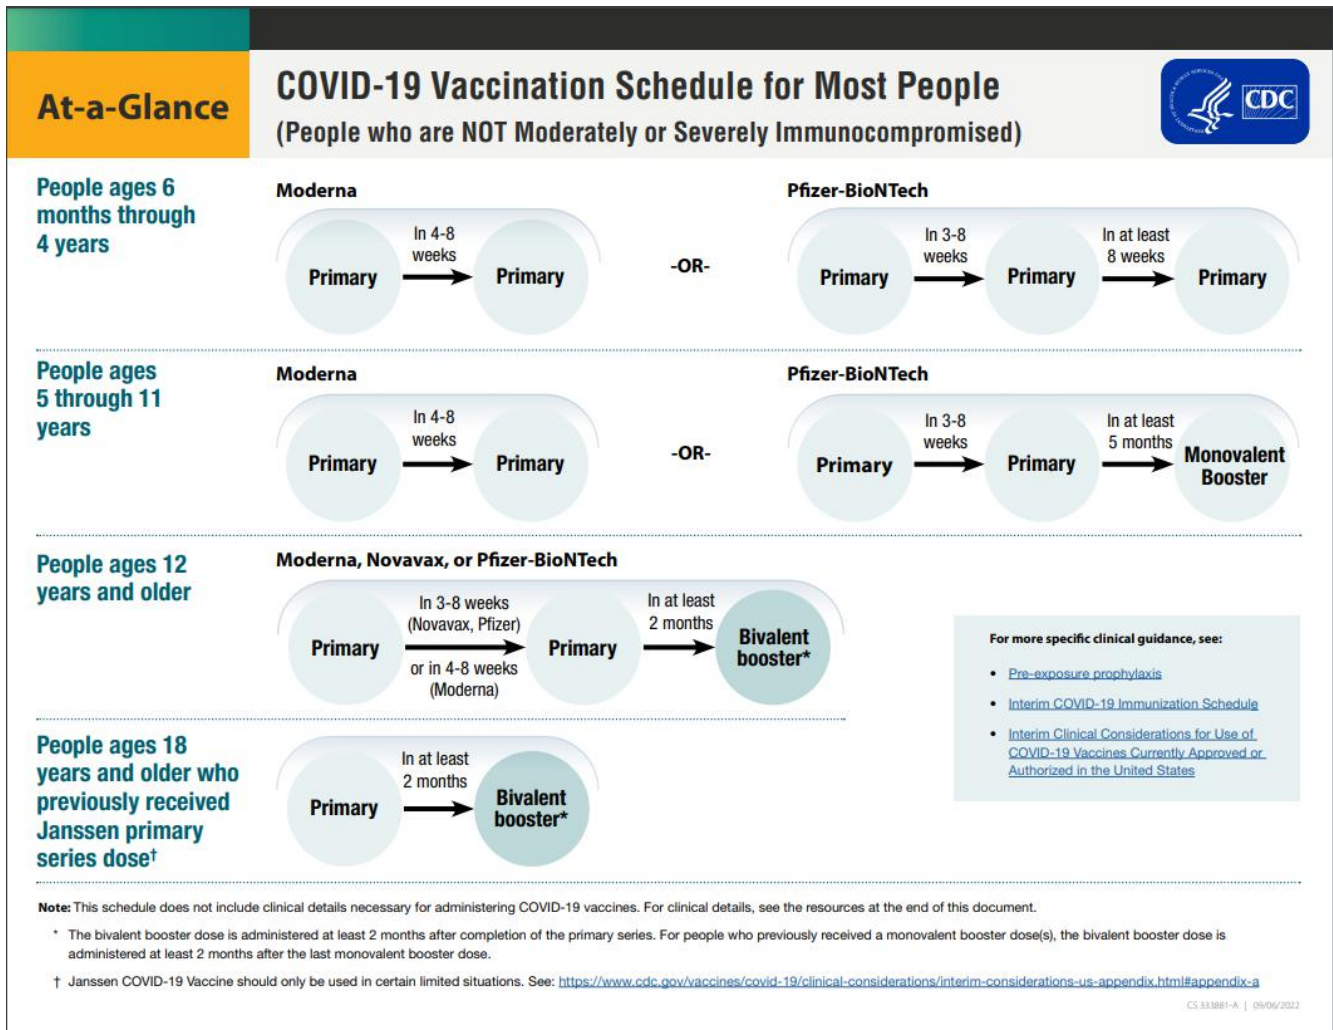 At-a-Glance
COVID-19 Vaccination Schedule for Most People
(People who are NOT Moderately or Severely Immunocompromised)
CDC
People ages 6
months through
4 years
Moderna
Primary
In 4-8
weeks
Primary
-OR-
Pfizer-BioNTech
Primary
In 3-8
weeks
Primary
In at least
8 weeks
Primary
People ages
5 through 11
years
Moderna
Primary
In 4-8
weeks
Primary
-OR-
Pfizer-BioNTech
Primary
In 3-8
weeks
Primary
In at least
5 months
Monovalent
Booster
People ages 12
years and older
Moderna, Novavax, or Pfizer-BioNTech
Primary
In 3-8 weeks
(Novavax, Pfizer)
or in 4-8 weeks
(Moderna)
Primary
In at least
2 months
Bivalent
booster*
For more specific clinical guidance, see:
• Pre-exposure prophylaxis
• Interim COVID-19 Immunization Schedule
• Interim Clinical Considerations for Use of
COVID-19 Vaccines Currently Approved or
Authorized in the United States
People ages 18
years and older who
previously received
Janssen primary
series dose†
Primary
In at least
2 months
Bivalent
booster*
Note: This schedule does not include clinical details necessary for administering COVID-19 vaccines. For clinical details, see the resources at the end of this document.
* The bivalent booster dose is administered at least 2 months after completion of the primary series. For people who previously received a monovalent booster dose(s), the bivalent booster dose is
administered at least 2 months after the last monovalent booster dose.
† Janssen COVID-19 Vaccine should only be used in certain limited situations. See: https://www.cdc.gov/vaccines/covid-19/clinical-considerations/interim-considerations-us-appendix.html#appendix-a
CS 333881-A | 09/06/2022